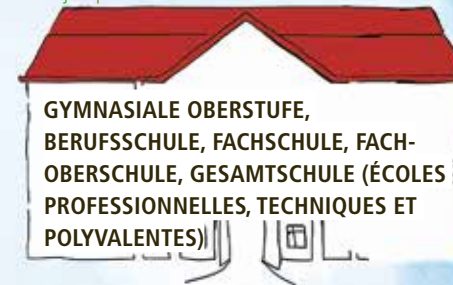 GYMNASIALE OBERSTUFE,
BERUFSSCHULE, FACHSCHULE, FACH-
OBERSCHULE, GESAMTSCHULE (ÉCOLES
PROFESSIONNELLES, TECHNIQUES ET
POLYVALENTES)